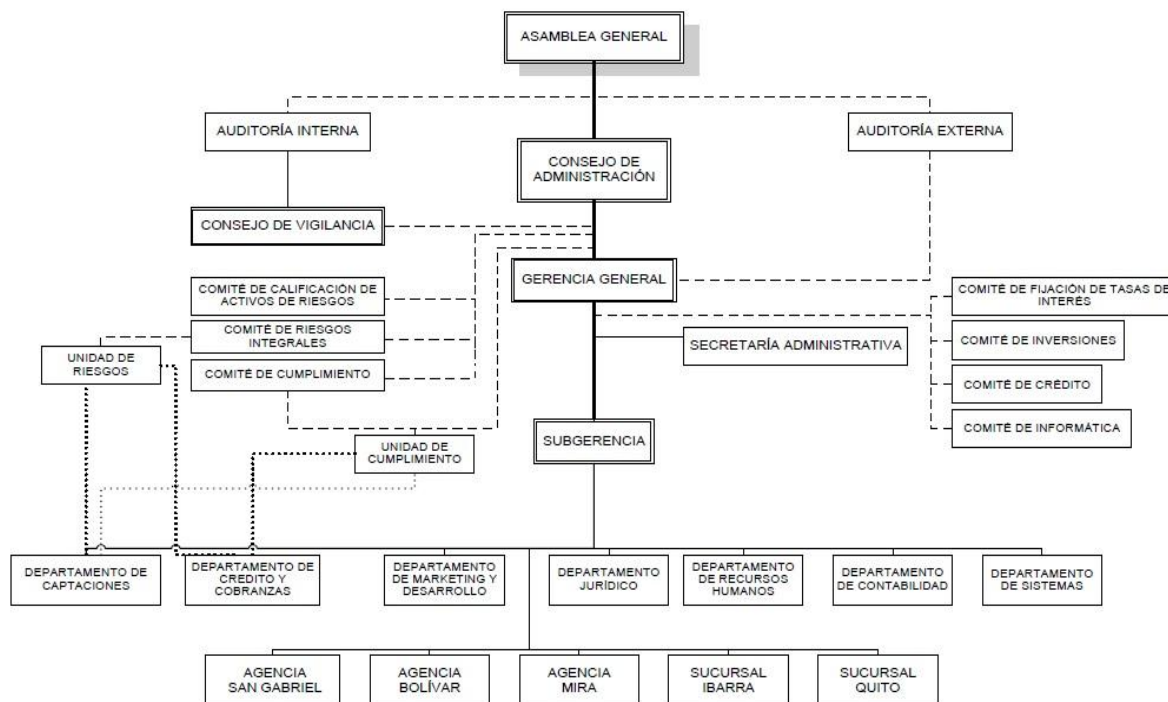 ASAMBLEA GENERAL
AUDITORÍA INTERNA
AUDITORÍA EXTERNA
CONSEJO DE
ADMINISTRACIÓN
CONSEJO DE VIGILANCIA
GERENCIA GENERAL
COMITÉ DE CALIFICACIÓN DE
ACTIVOS DE RIESGOS
COMITÉ DE FIJACIÓN DE TASAS DE
INTERÉS
COMITÉ DE RIESGOS
INTEGRALES
SECRETARÍA ADMINISTRATIVA
COMITÉ DE INVERSIONES
UNIDAD DE
RIESGOS
COMITÉ DE CUMPLIMIENTO
COMITÉ DE CRÉDITO
COMITÉ DE INFORMÁTICA
SUBGERENCIA
UNIDAD DE
CUMPLIMIENTO
DEPARTAMENTO DE
CAPTACIONES
DEPARTAMENTO DE
CREDITO Y
COBRANZAS
DEPARTAMENTO
DE MARKETING Y
DESARROLLO
DEPARTAMENTO
JURÍDICO
DEPARTAMENTO
DE RECURSOS
HUMANOS
DEPARTAMENTO
DE CONTABILIDAD
DEPARTAMENTO
DE SISTEMAS
AGENCIA
SAN GABRIEL
AGENCIA
BOLÍVAR
AGENCIA
MIRA
SUCURSAL
IBARRA
SUCURSAL
QUITO